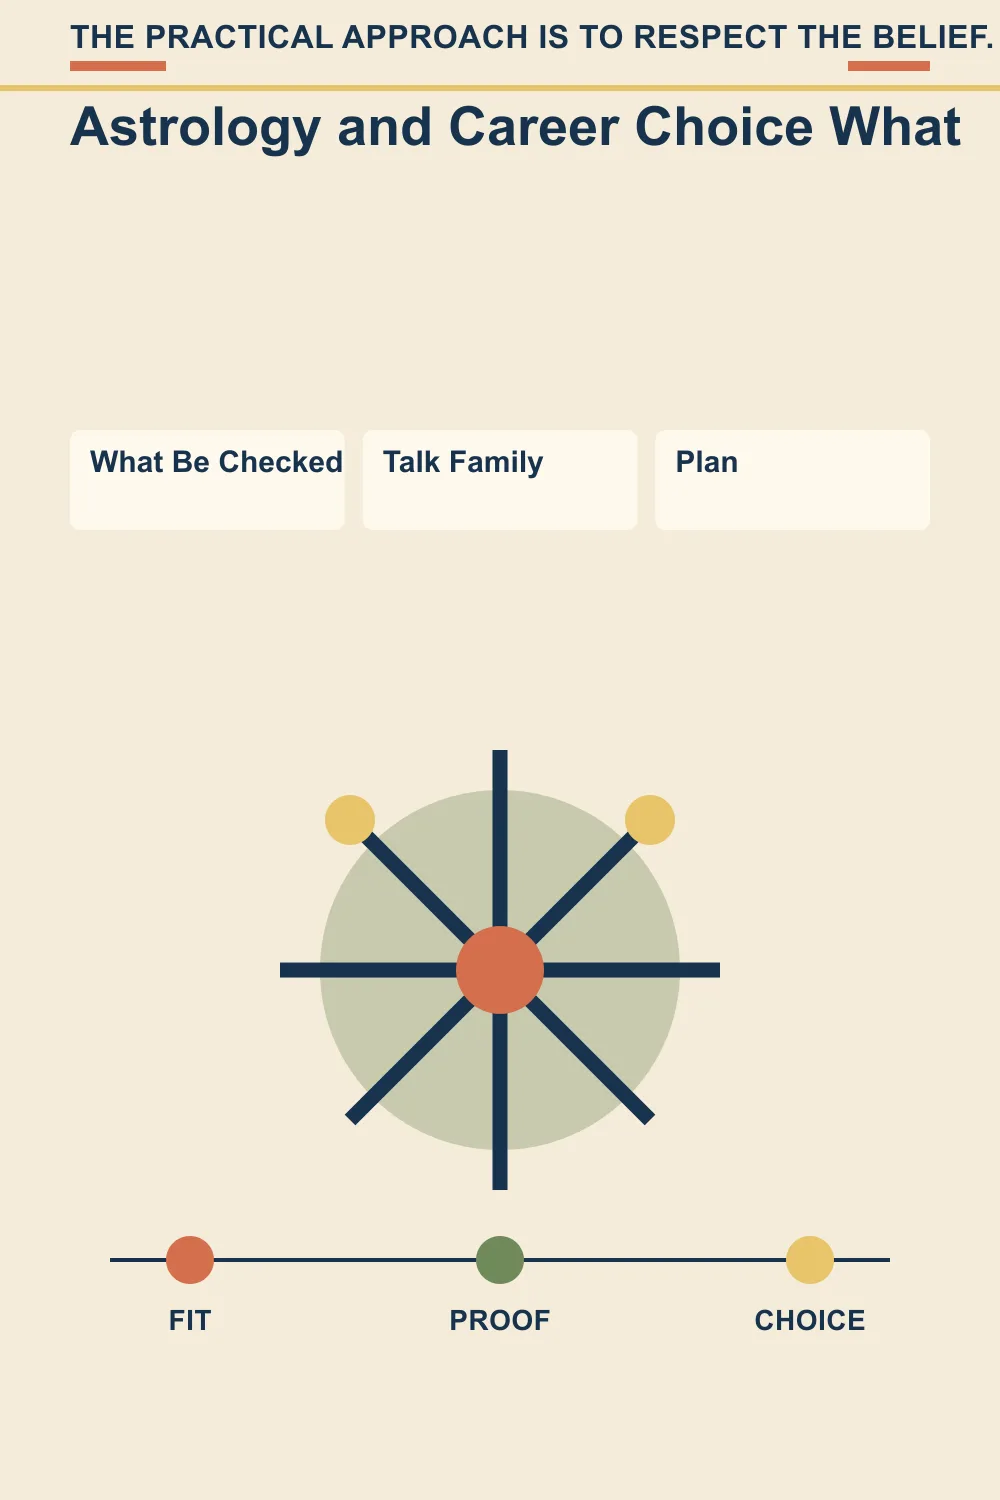 THE PRACTICAL APPROACH IS TO RESPECT THE BELIEF.
Astrology and Career Choice What
What Be Checked
Talk Family
Plan
FIT
PROOF
CHOICE